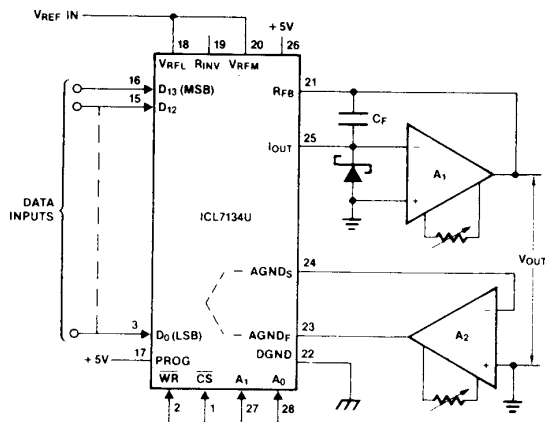 VREF IN
+5V
18 19 20 26
VRFL RINV VRFM
16 D13 (MSB)
15 D12
RFB 21
CF
IOUT 25
−
+
A1
DATA
INPUTS
ICL7134U
VOUT
AGNDS 24
−
3 D0 (LSB)
AGNDF 23
A2
+5V 17 PROG
DGND 22
+
WR CS A1 A0
2 1 27 28